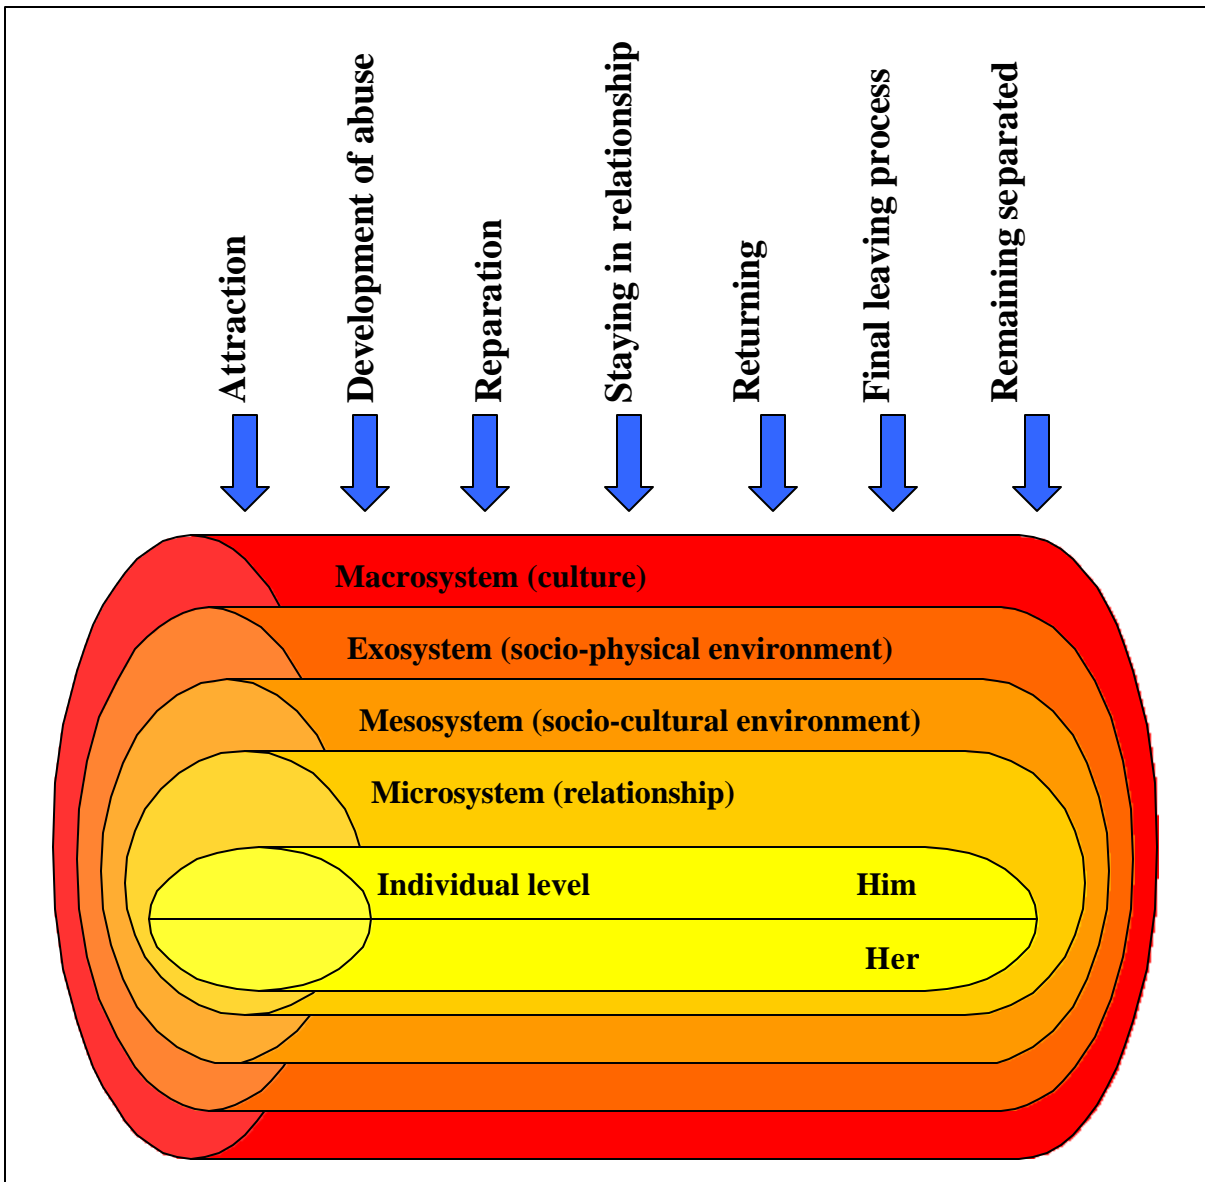 Attraction
Development of abuse
Reparation
Staying in relationship
Returning
Final leaving process
Remaining separated
Macrosystem (culture)
Exosystem (socio-physical environment)
Mesosystem (socio-cultural environment)
Microsystem (relationship)
Individual level Him
Her